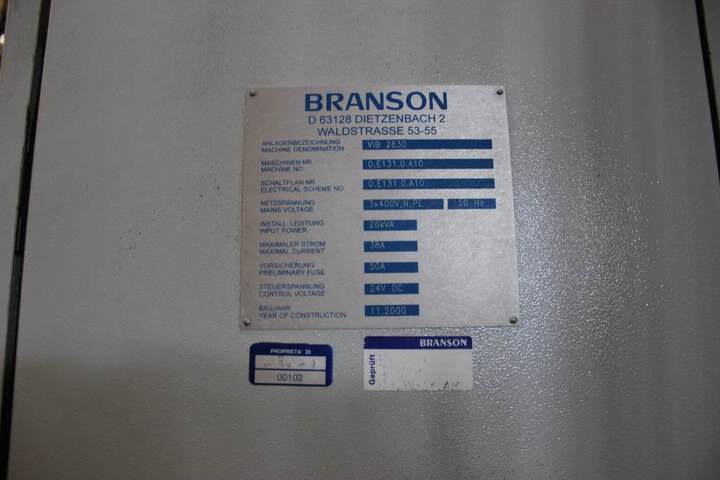 BRANSON
D 63128 DIETZENBACH 2
WALDSTRASSE 53-55
ANLAGENBEZEICHNUNG
MACHINE DENOMINATION
VIB 2830
MASCHINEN NR
MACHINE NO.
0.E131.0.A10
SCHALTPLAN NR
ELECTRICAL SCHEME NO.
0.E131.0.A10
NETZSPANNUNG
MAINS VOLTAGE
3x400V,N,PE 50 Hz
INSTALL. LEISTUNG
INPUT POWER
26kVA
MAXIMALER STROM
MAXIMAL CURRENT
38A
VORSICHERUNG
PRELIMINARY FUSE
50A
STEUERSPANNUNG
CONTROL VOLTAGE
24V DC
BAUJAHR
YEAR OF CONSTRUCTION
11.2000
PROPRIETA' DI
00102
BRANSON
Geprüft